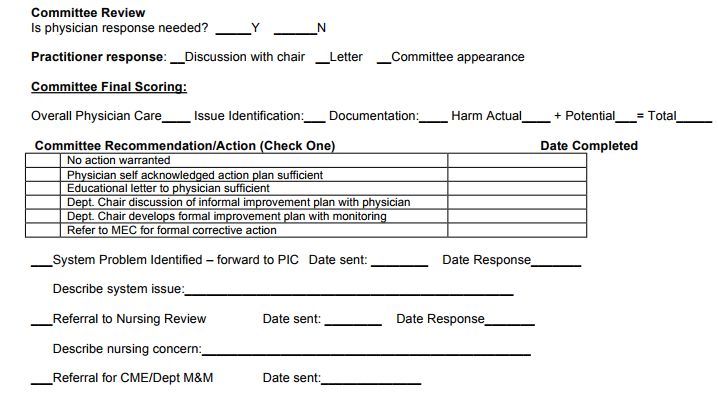 Committee Review
Is physician response needed? _____Y ______N
Practitioner response: __Discussion with chair __Letter __Committee appearance
Committee Final Scoring:
Overall Physician Care____ Issue Identification:___ Documentation:____ Harm Actual____ + Potential___= Total_____
Committee Recommendation/Action (Check One) Date Completed
No action warranted
Physician self acknowledged action plan sufficient
Educational letter to physician sufficient
Dept. Chair discussion of informal improvement plan with physician
Dept. Chair develops formal improvement plan with monitoring
Refer to MEC for formal corrective action
___System Problem Identified – forward to PIC Date sent: ________ Date Response_______
Describe system issue:______________________________________________
___Referral to Nursing Review Date sent: ________ Date Response_______
Describe nursing concern:______________________________________________
___Referral for CME/Dept M&M Date sent:______________